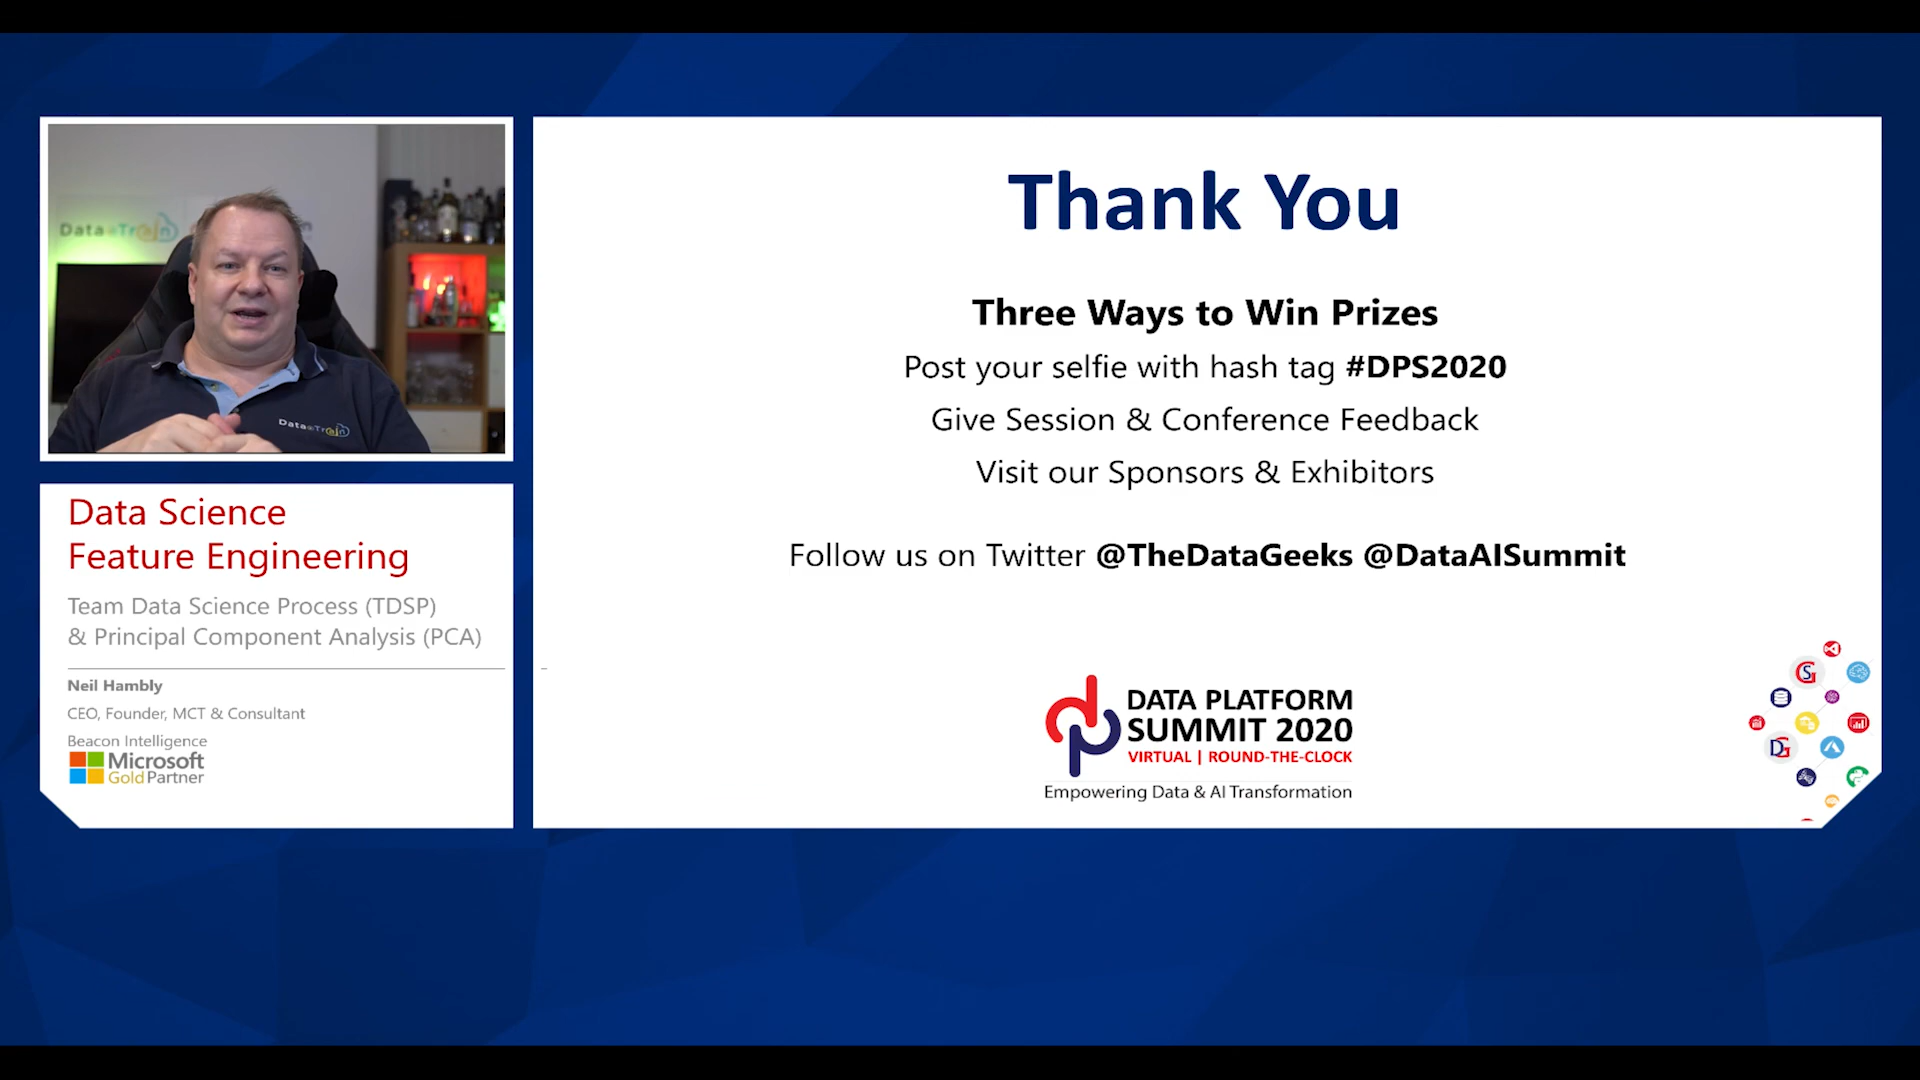 Data Train
Data Train
Data Science
Feature Engineering
Team Data Science Process (TDSP)
& Principal Component Analysis (PCA)
Neil Hambly
CEO, Founder, MCT & Consultant
Beacon Intelligence
Microsoft
Gold Partner
Thank You
Three Ways to Win Prizes
Post your selfie with hash tag #DPS2020
Give Session & Conference Feedback
Visit our Sponsors & Exhibitors
Follow us on Twitter @TheDataGeeks @DataAISummit
dp
DATA PLATFORM
SUMMIT 2020
VIRTUAL | ROUND-THE-CLOCK
Empowering Data & AI Transformation
SG
DG